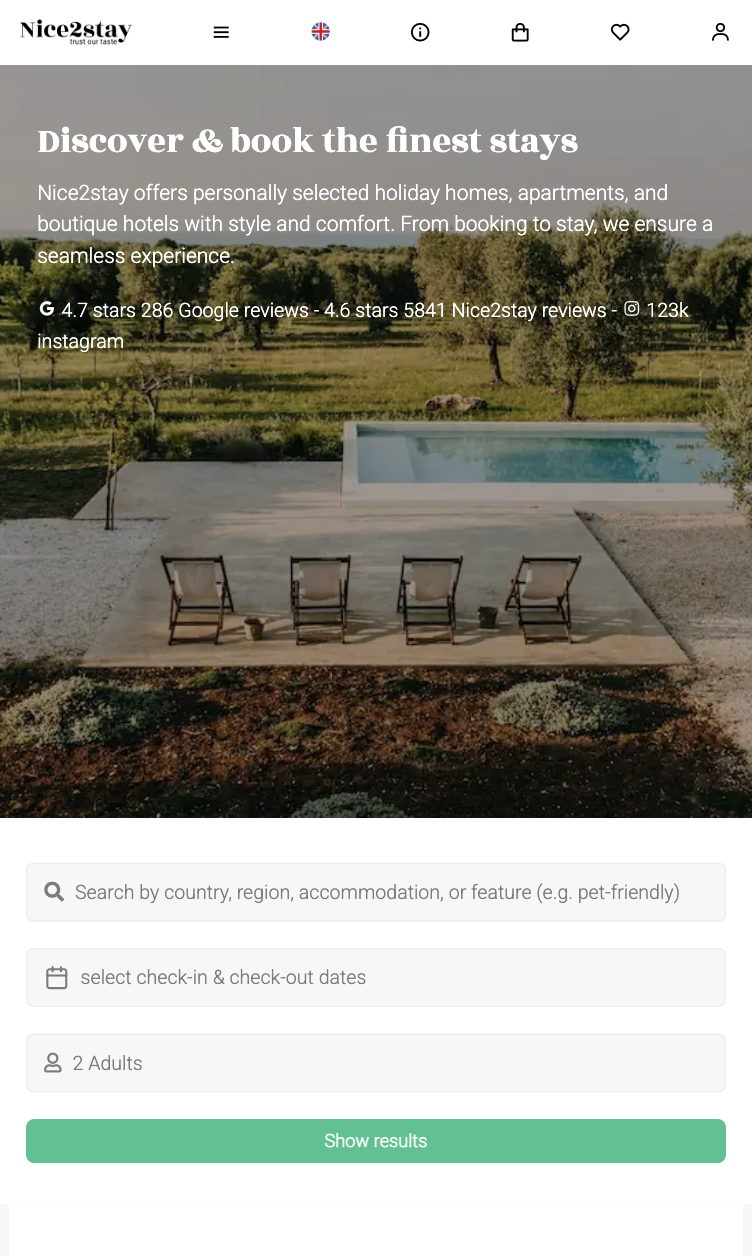 Nice2stay
trust our taste
Discover & book the finest stays
Nice2stay offers personally selected holiday homes, apartments, and
boutique hotels with style and comfort. From booking to stay, we ensure a
seamless experience.
4.7 stars 286 Google reviews - 4.6 stars 5841 Nice2stay reviews - 123k
instagram
Search by country, region, accommodation, or feature (e.g. pet-friendly)
select check-in & check-out dates
2 Adults
Show results